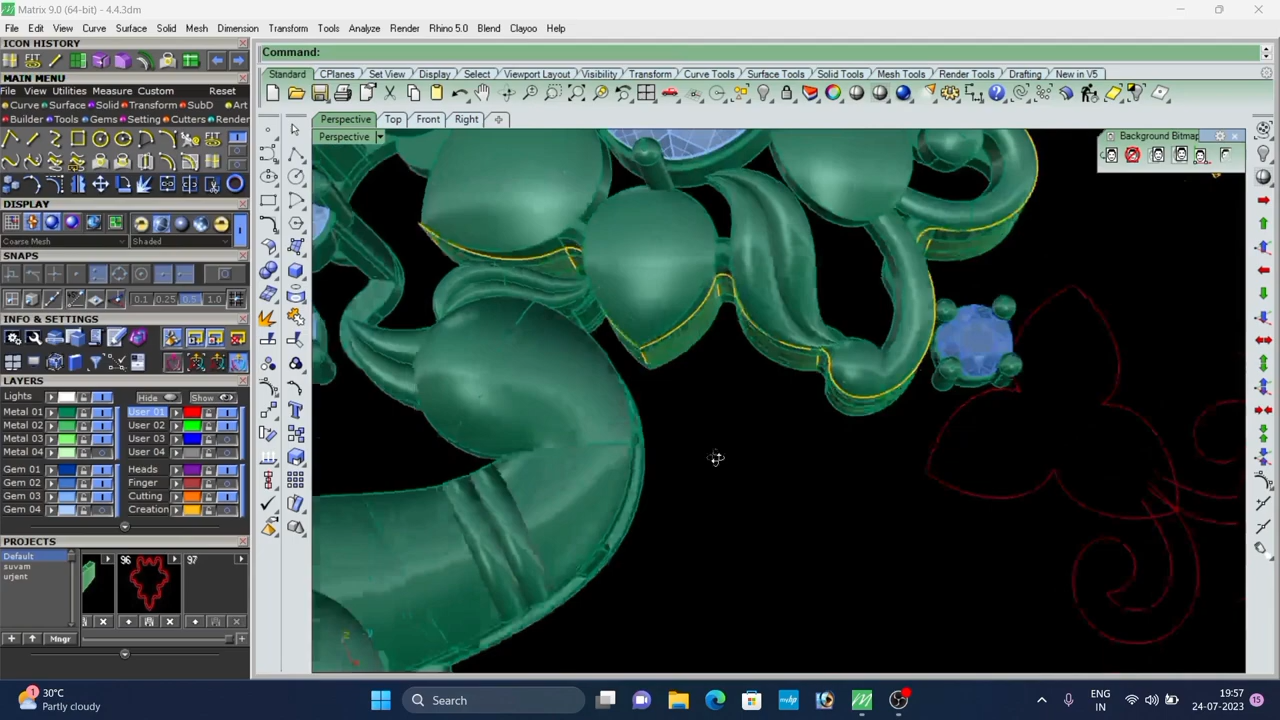 Matrix 9.0 (64-bit) - 4.4.3dm
File Edit View Curve Surface Solid Mesh Dimension Transform Tools Analyze Render Rhino 5.0 Blend Clayoo Help
ICON HISTORY
Command:
FIT
MAIN MENU
Standard CPlanes Set View Display Select Viewport Layout Visibility Transform Curve Tools Surface Tools Solid Tools Mesh Tools Render Tools Drafting New in V5
File View Utilities Measure Custom Reset
Curve Surface Solid Transform SubD Art
Builder Tools Gems Setting Cutters Render
Perspective Top Front Right
Perspective
Background Bitmap
FIT
DISPLAY
Coarse Mesh Shaded
SNAPS
0.1 0.25 0.5 1.0
INFO & SETTINGS
LAYERS
Lights Hide Show
Metal 01 User 01
Metal 02 User 02
Metal 03 User 03
Metal 04 User 04
Gem 01 Heads
Gem 02 Finger
Gem 03 Cutting
Gem 04 Creation
PROJECTS
Default
suvam
urjent
96 97
Mngr
30°C
Partly cloudy
1
Search
ENG
IN
19:57
24-07-2023
15